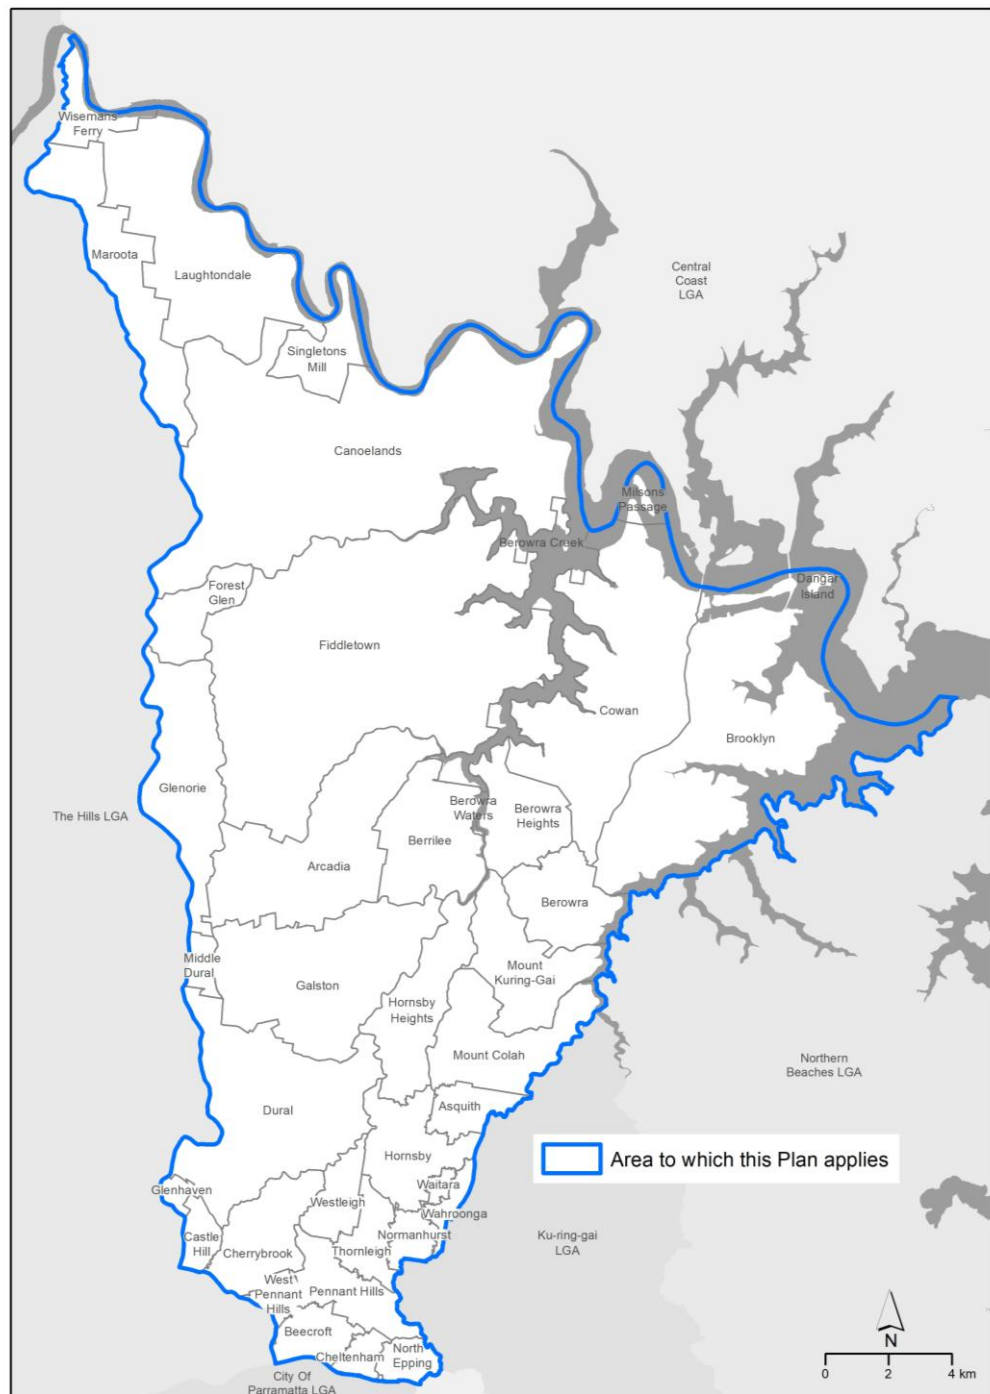 Wisemans
Ferry
Maroota
Laughtondale
Central
Coast
LGA
Singletons
Mill
Canoelands
Milsons
Passage
Berowra Creek
Dangar
Island
Forest
Glen
Fiddletown
Cowan
Brooklyn
Glenorie
The Hills LGA
Berowra
Waters
Berowra
Heights
Berrilee
Arcadia
Berowra
Middle
Dural
Galston
Mount
Kuring-Gai
Hornsby
Heights
Mount Colah
Northern
Beaches LGA
Asquith
Dural
Hornsby
Area to which this Plan applies
Waitara
Glenhaven
Westleigh
Wahroonga
Castle
Hill
Cherrybrook
Normanhurst
Thornleigh
Ku-ring-gai
LGA
West
Pennant
Hills
Pennant Hills
Beecroft
Cheltenham
North
Epping
City Of
Parramatta LGA
N
0 2 4 km